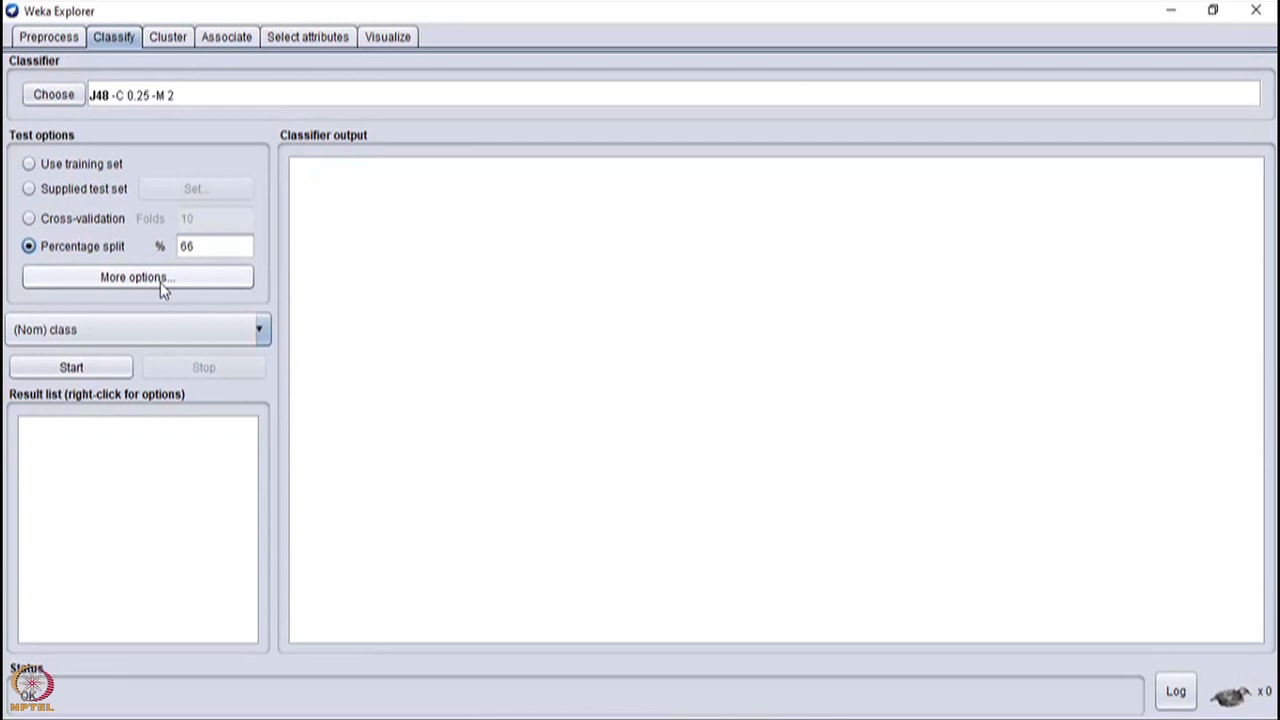 Weka Explorer
Preprocess Classify Cluster Associate Select attributes Visualize
Classifier
Choose J48 -C 0.25 -M 2
Test options
Use training set
Supplied test set Set...
Cross-validation Folds 10
Percentage split % 66
More options...
(Nom) class
Start Stop
Result list (right-click for options)
Classifier output
Status
OK
NPTEL
Log x 0